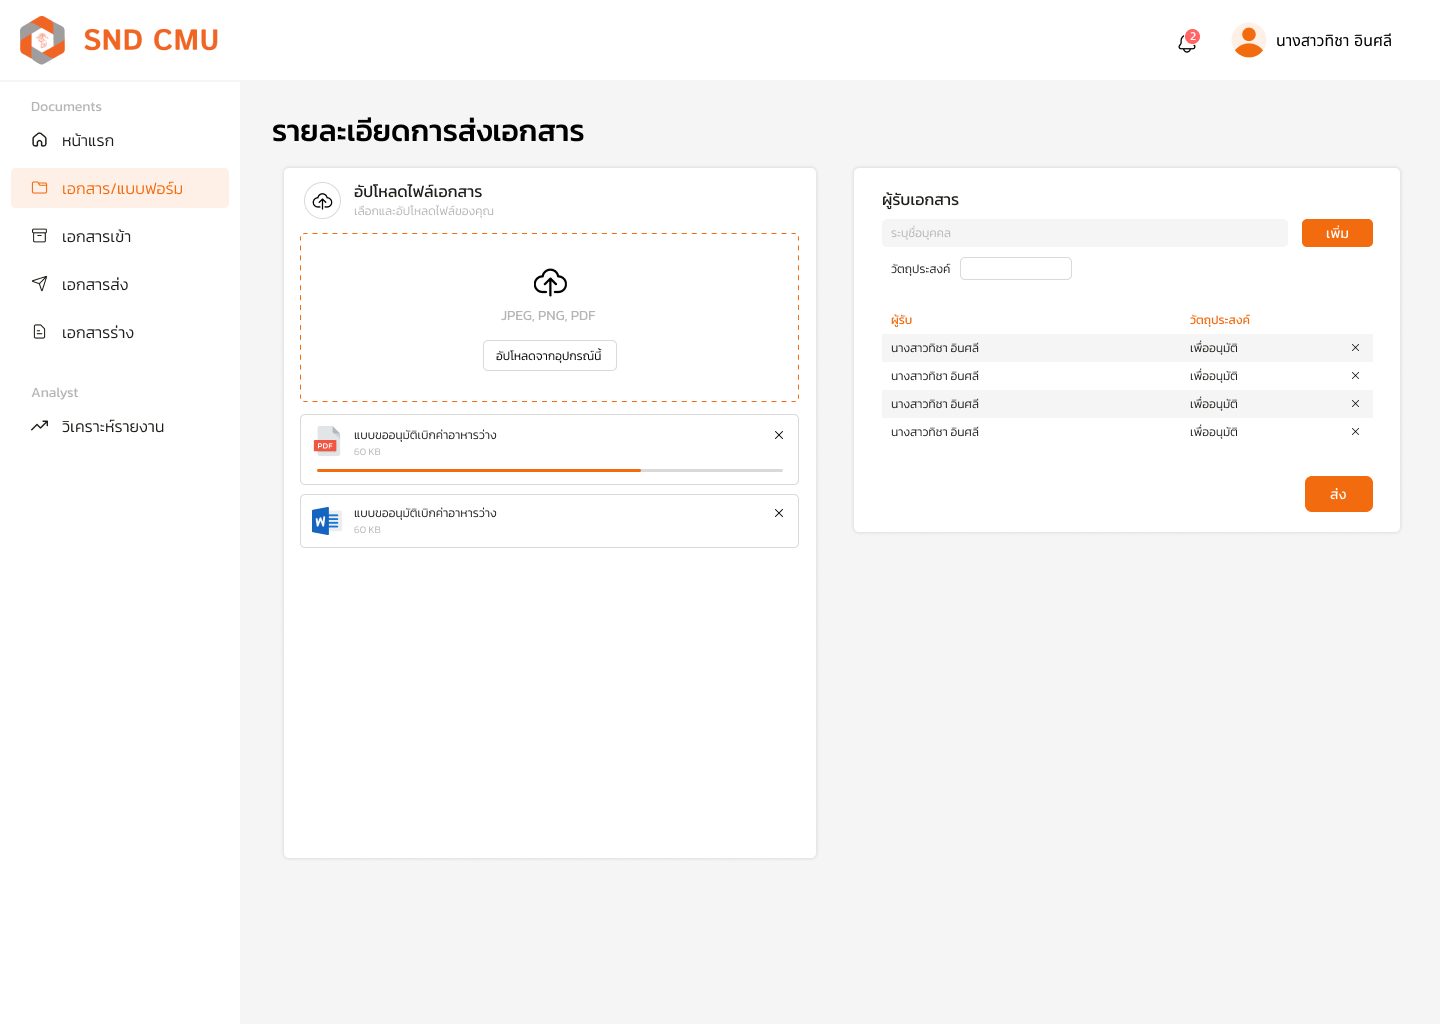 SND CMU
2
นางสาวทิชา อินศลี
Documents
หน้าแรก
เอกสาร/แบบฟอร์ม
เอกสารเข้า
เอกสารส่ง
เอกสารร่าง
Analyst
วิเคราะห์รายงาน
รายละเอียดการส่งเอกสาร
อัปโหลดไฟล์เอกสาร
เลือกและอัปโหลดไฟล์ของคุณ
JPEG, PNG, PDF
อัปโหลดจากอุปกรณ์นี้
PDF
แบบขออนุมัติเบิกค่าอาหารว่าง
60 KB
W
แบบขออนุมัติเบิกค่าอาหารว่าง
60 KB
ผู้รับเอกสาร
ระบุชื่อบุคคล
เพิ่ม
วัตถุประสงค์
ผู้รับ วัตถุประสงค์
นางสาวทิชา อินศลี เพื่ออนุมัติ
นางสาวทิชา อินศลี เพื่ออนุมัติ
นางสาวทิชา อินศลี เพื่ออนุมัติ
นางสาวทิชา อินศลี เพื่ออนุมัติ
ส่ง